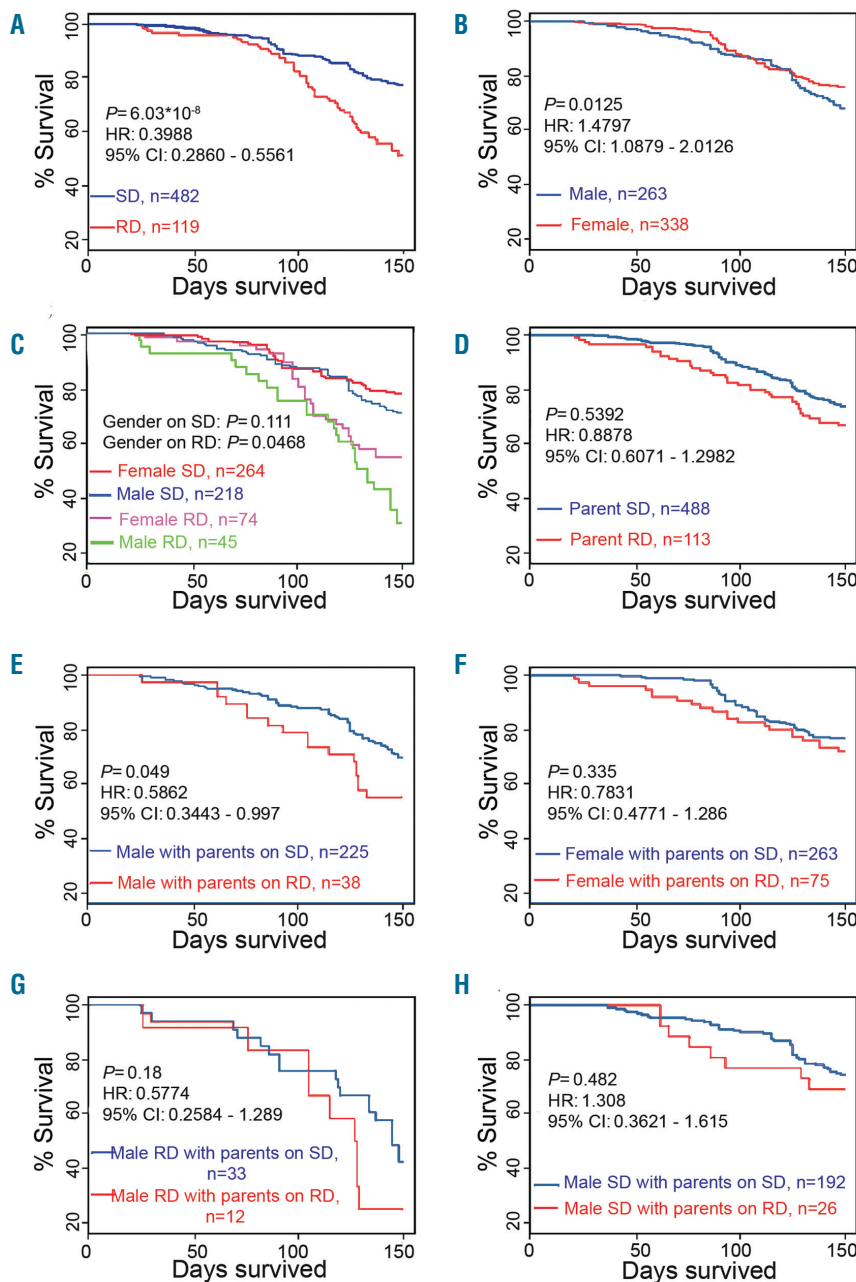 A
100
80
60
40
20
% Survival
P= 6.03*10-8
HR: 0.3988
95% CI: 0.2860 - 0.5561
SD, n=482
RD, n=119
0 50 100 150
Days survived
B
100
80
60
40
20
% Survival
P= 0.0125
HR: 1.4797
95% CI: 1.0879 - 2.0126
Male, n=263
Female, n=338
0 50 100 150
Days survived
C
100
80
60
40
20
% Survival
Gender on SD: P= 0.111
Gender on RD: P= 0.0468
Female SD, n=264
Male SD, n=218
Female RD, n=74
Male RD, n=45
0 50 100 150
Days survived
D
100
80
60
40
20
% Survival
P= 0.5392
HR: 0.8878
95% CI: 0.6071 - 1.2982
Parent SD, n=488
Parent RD, n=113
0 50 100 150
Days survived
E
100
80
60
40
20
% Survival
P= 0.049
HR: 0.5862
95% CI: 0.3443 - 0.997
Male with parents on SD, n=225
Male with parents on RD, n=38
0 50 100 150
Days survived
F
100
80
60
40
20
% Survival
P= 0.335
HR: 0.7831
95% CI: 0.4771 - 1.286
Female with parents on SD, n=263
Female with parents on RD, n=75
0 50 100 150
Days survived
G
100
80
60
40
20
% Survival
P= 0.18
HR: 0.5774
95% CI: 0.2584 - 1.289
Male RD with parents on SD,
n=33
Male RD with parents on RD,
n=12
0 50 100 150
Days survived
H
100
80
60
40
20
% Survival
P= 0.482
HR: 1.308
95% CI: 0.3621 - 1.615
Male SD with parents on SD, n=192
Male SD with parents on RD, n=26
0 50 100 150
Days survived